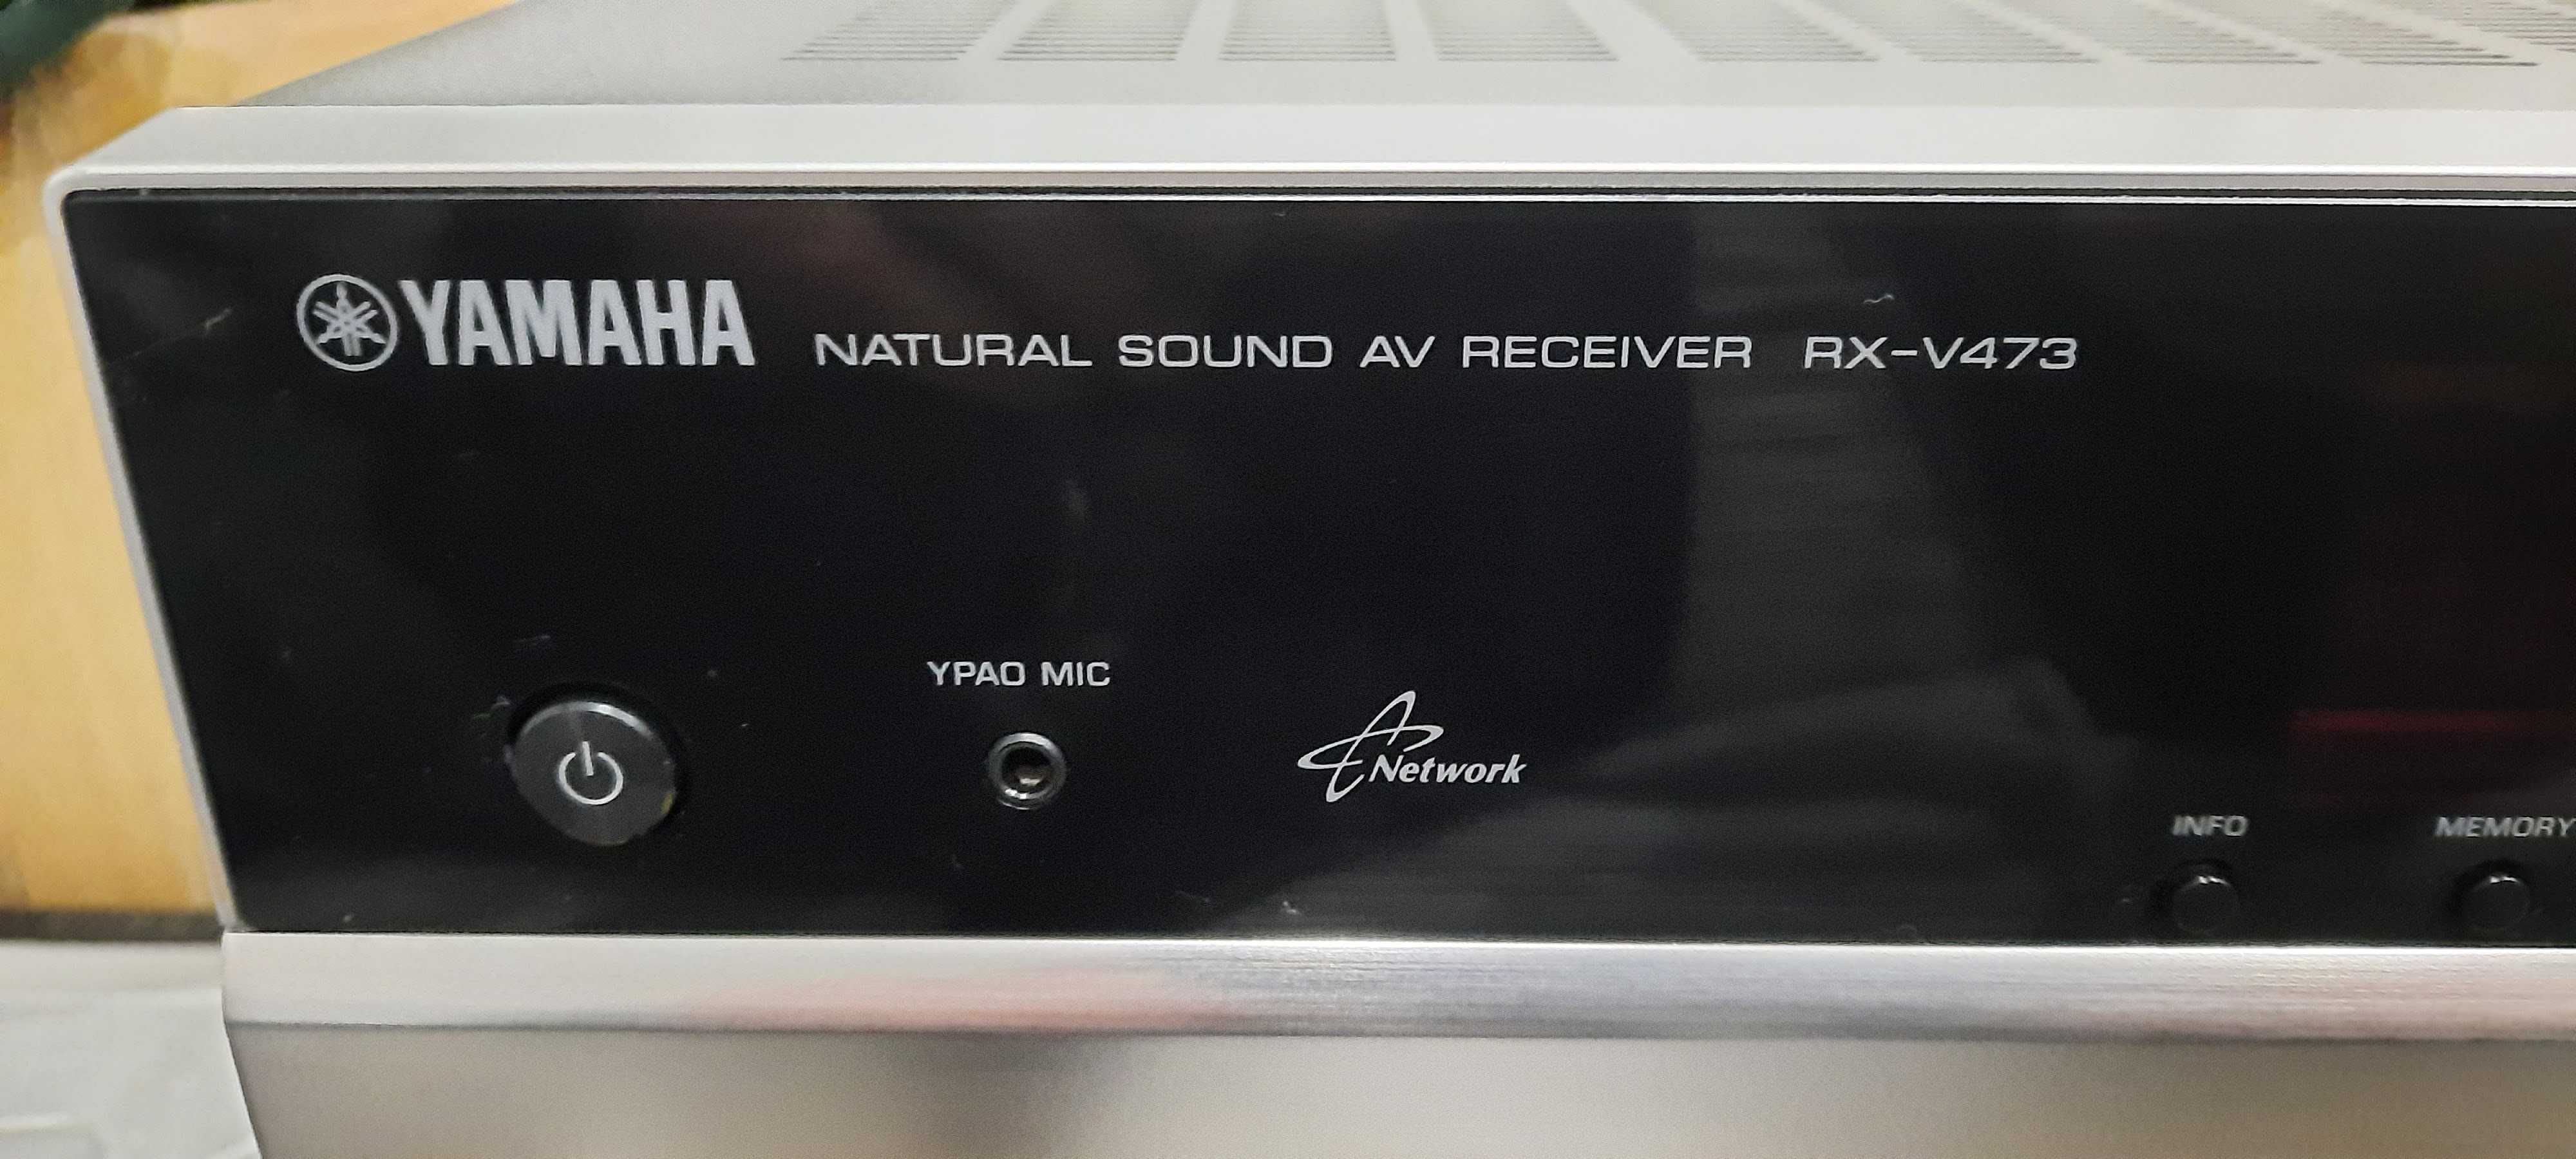 YAMAHA NATURAL SOUND AV RECEIVER RX-V473
YPAO MIC
Network
INFO MEMORY